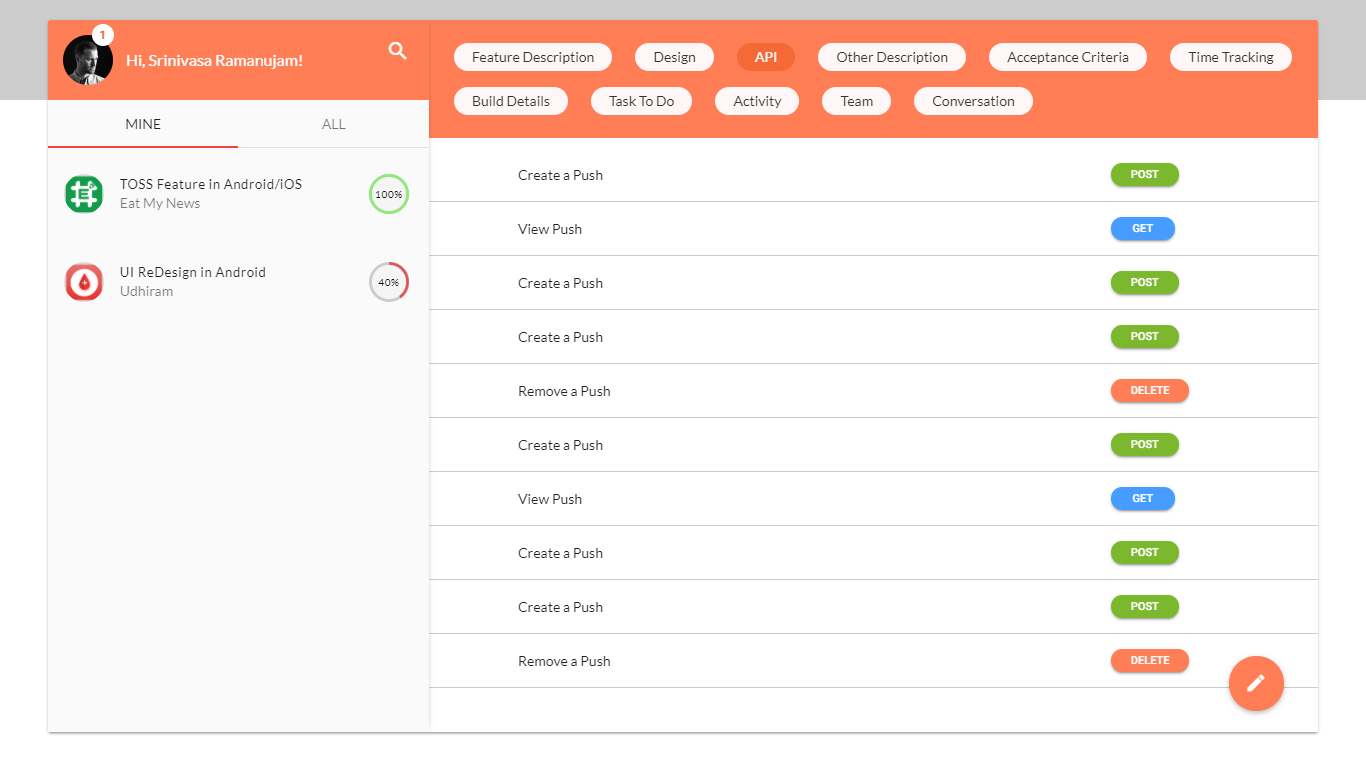 1
Hi, Srinivasa Ramanujam!
MINE
ALL
TOSS Feature in Android/iOS
Eat My News
100%
UI ReDesign in Android
Udhiram
40%
Feature Description
Design
API
Other Description
Acceptance Criteria
Time Tracking
Build Details
Task To Do
Activity
Team
Conversation
Create a Push
POST
View Push
GET
Create a Push
POST
Create a Push
POST
Remove a Push
DELETE
Create a Push
POST
View Push
GET
Create a Push
POST
Create a Push
POST
Remove a Push
DELETE